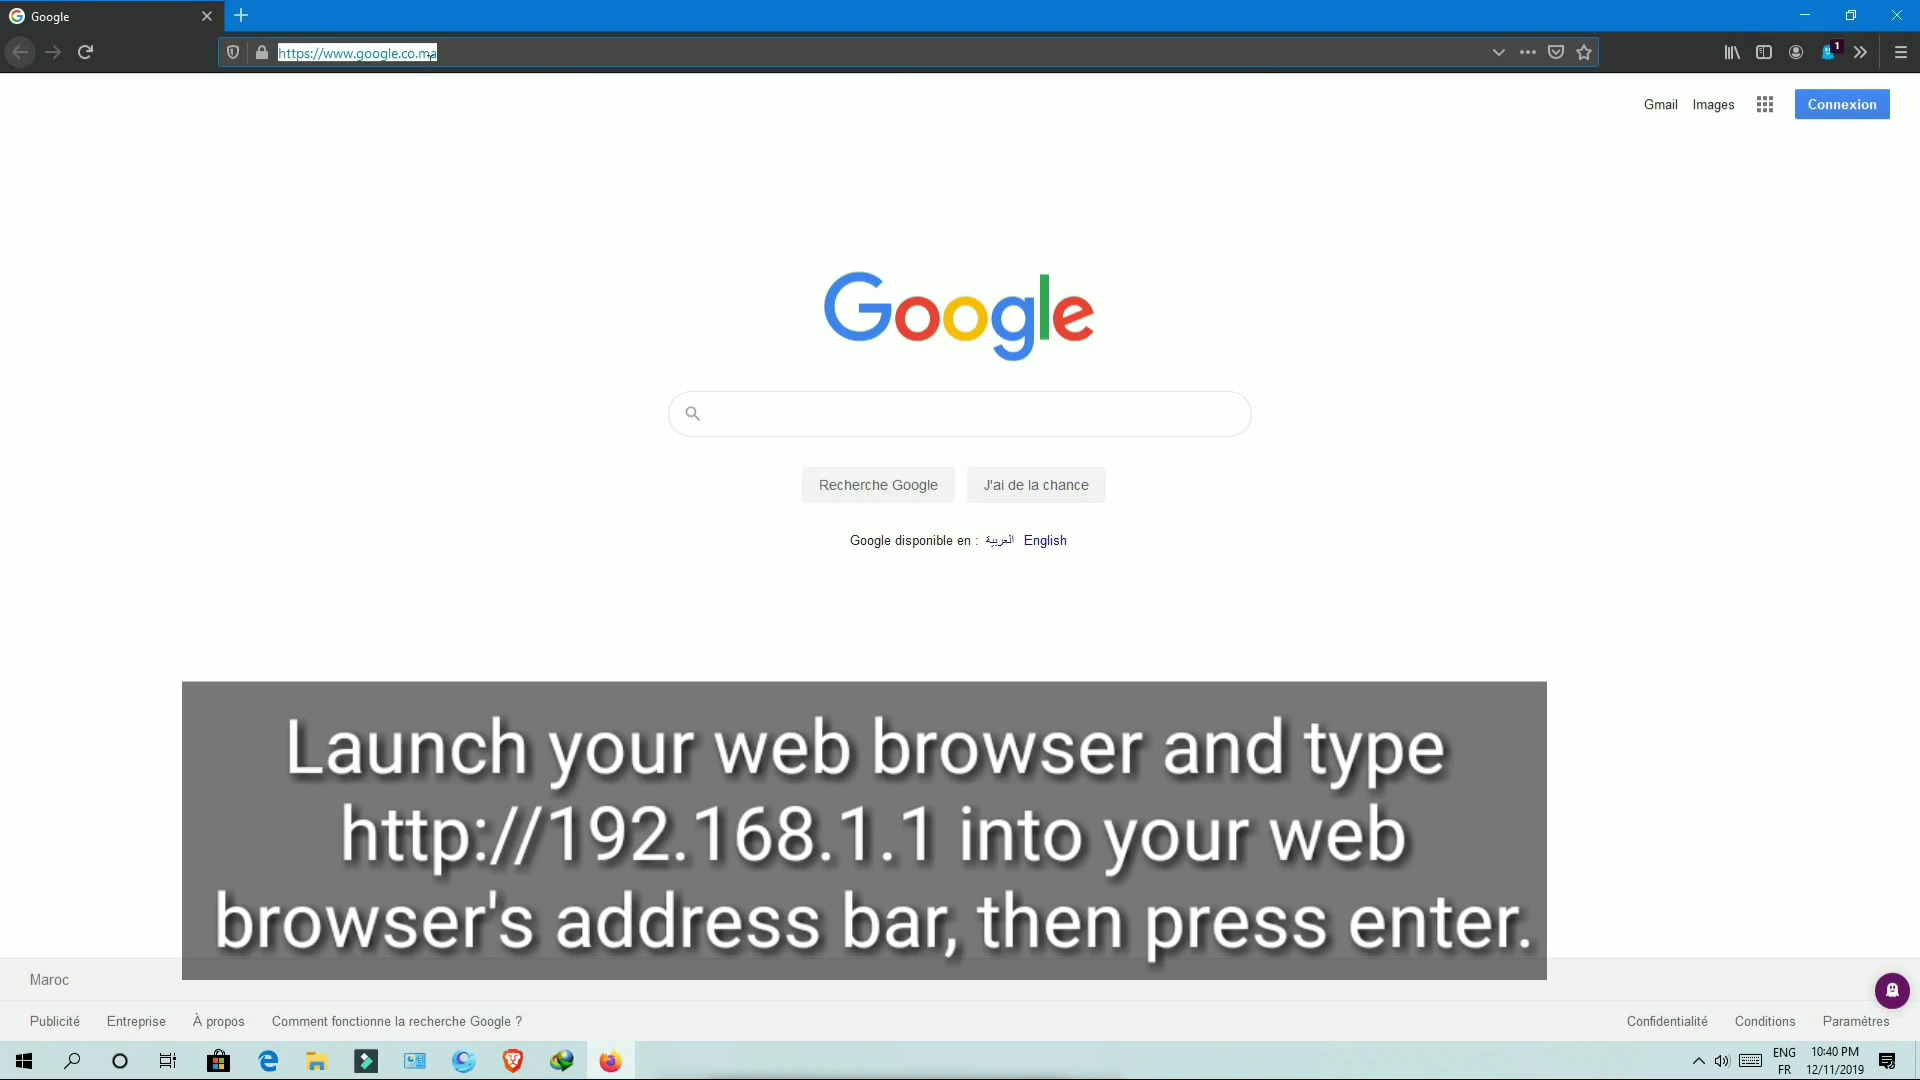 Google
https://www.google.co.ma
1
Gmail Images Connexion
Google
Recherche Google J'ai de la chance
Google disponible en : العربية English
Launch your web browser and type
http://192.168.1.1 into your web
browser's address bar, then press enter.
Maroc
Publicité Entreprise À propos Comment fonctionne la recherche Google ? Confidentialité Conditions Paramètres
ENG 10:40 PM
FR 12/11/2019